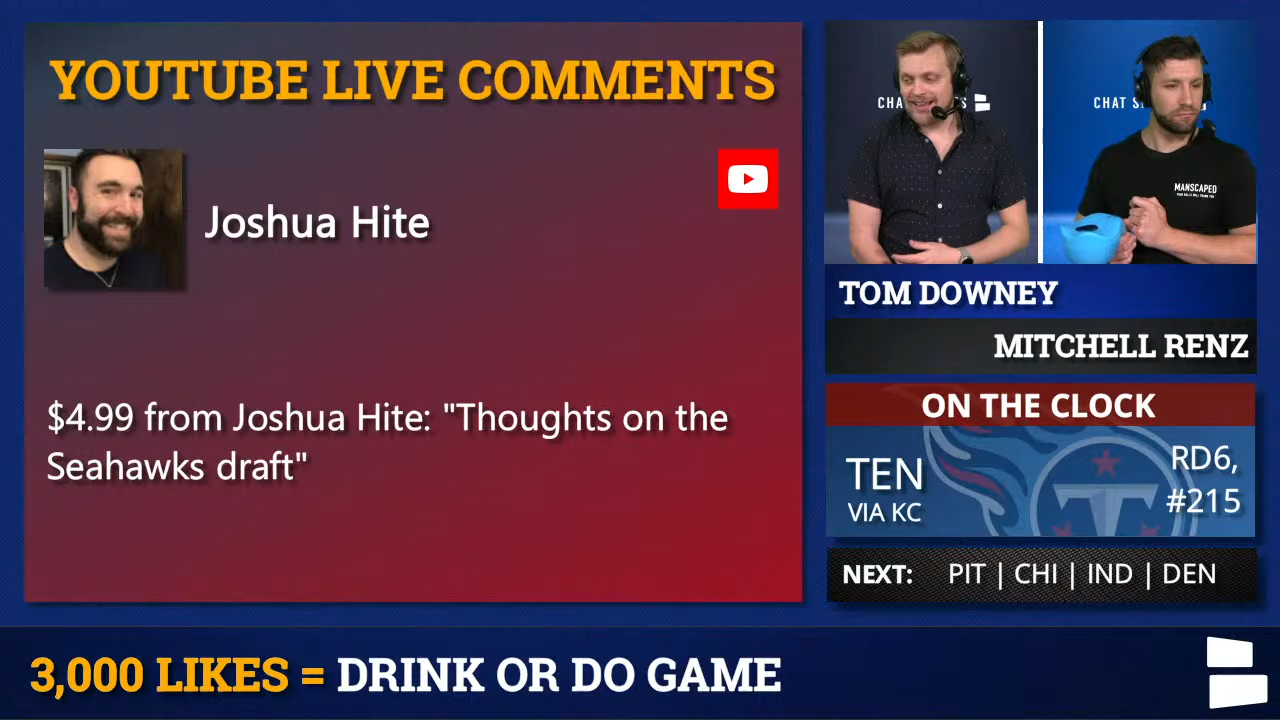 YOUTUBE LIVE COMMENTS
Joshua Hite
$4.99 from Joshua Hite: "Thoughts on the
Seahawks draft"
CHAT S
MANSCAPED
TOM DOWNEY
MITCHELL RENZ
ON THE CLOCK
TEN
VIA KC
RD6,
#215
NEXT: PIT | CHI | IND | DEN
3,000 LIKES = DRINK OR DO GAME